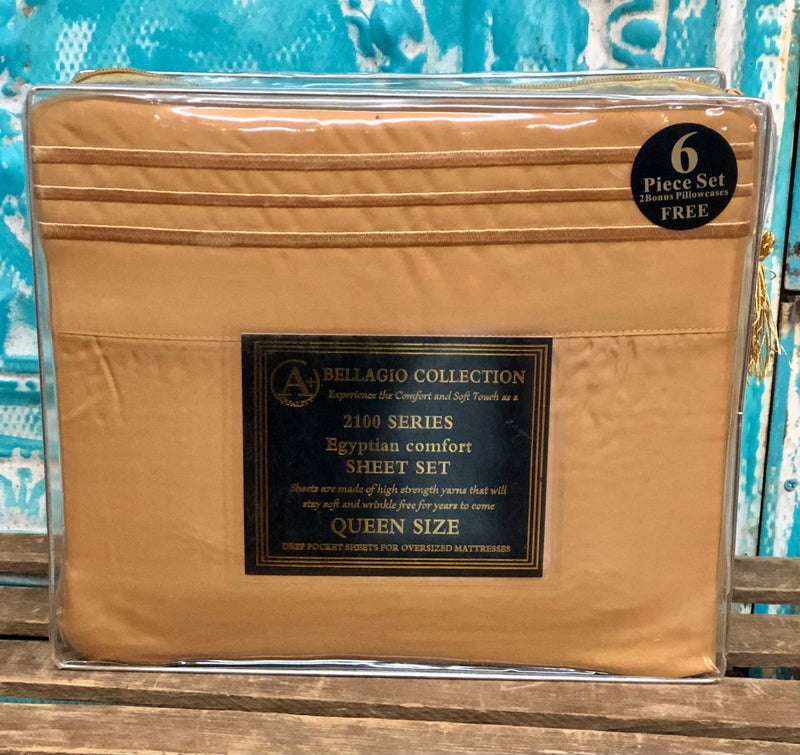 6
Piece Set
2Bonus Pillowcases
FREE
A+
QUALITY
BELLAGIO COLLECTION
Experience the Comfort and Soft Touch as a
2100 SERIES
Egyptian comfort
SHEET SET
Sheets are made of high strength yarns that will
stay soft and wrinkle free for years to come
QUEEN SIZE
DEEP POCKET SHEETS FOR OVERSIZED MATTRESSES